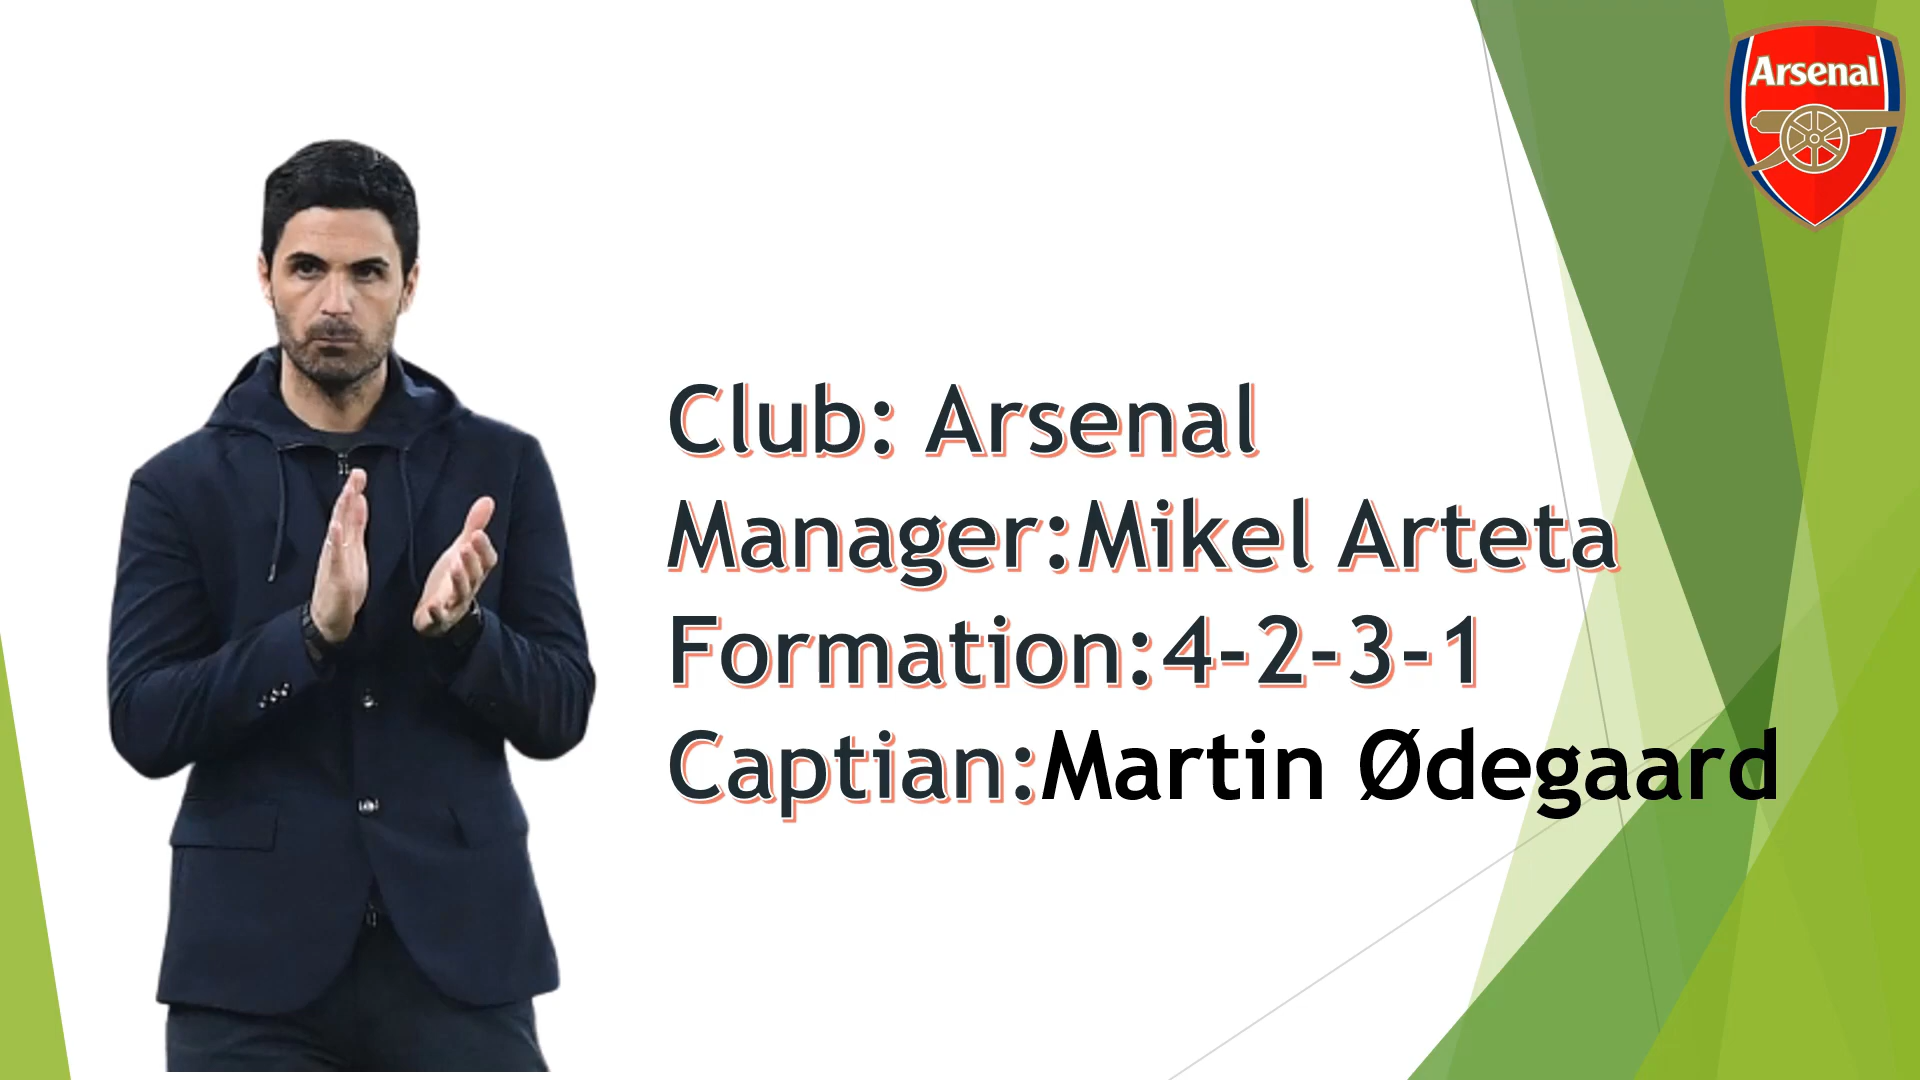 Arsenal
Club: Arsenal
Manager:Mikel Arteta
Formation:4-2-3-1
Captian:Martin Ødegaard